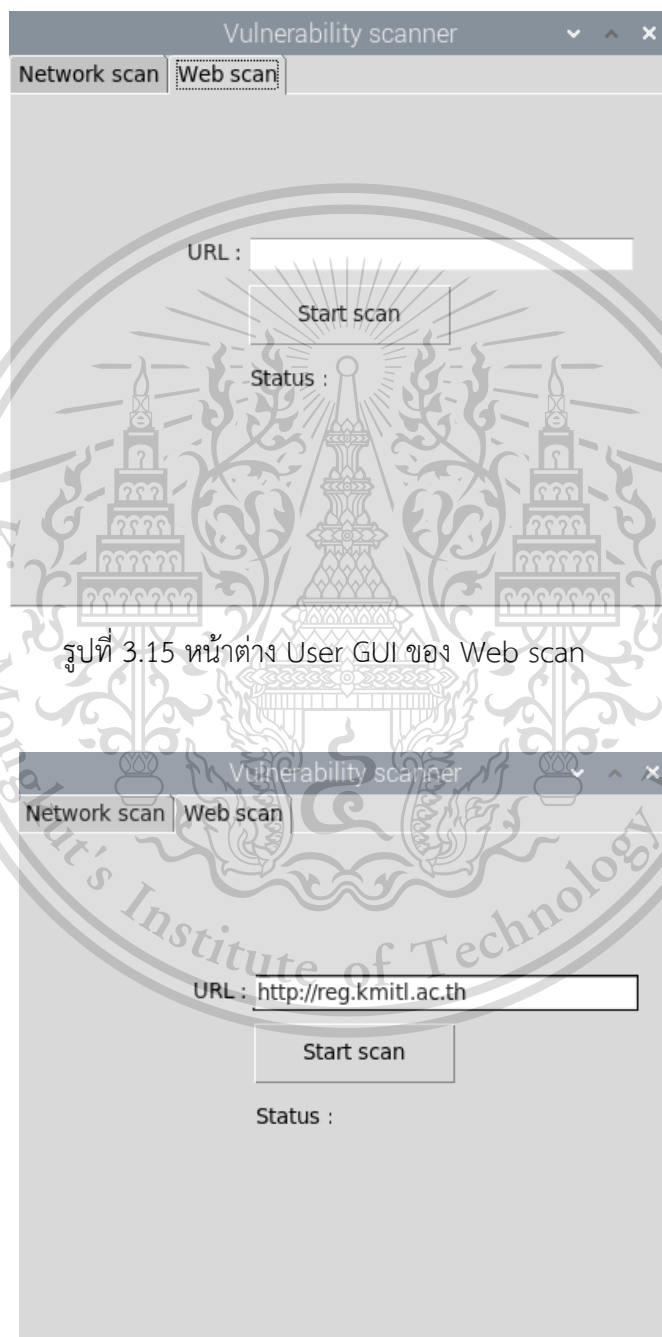 Vulnerability scanner
Network scan Web scan
URL :
Start scan
Status :
รูปที่ 3.15 หน้าต่าง User GUI ของ Web scan
Vulnerability scanner
Network scan Web scan
URL : http://reg.kmitl.ac.th
Start scan
Status :
Mongkut's Institute of Technology